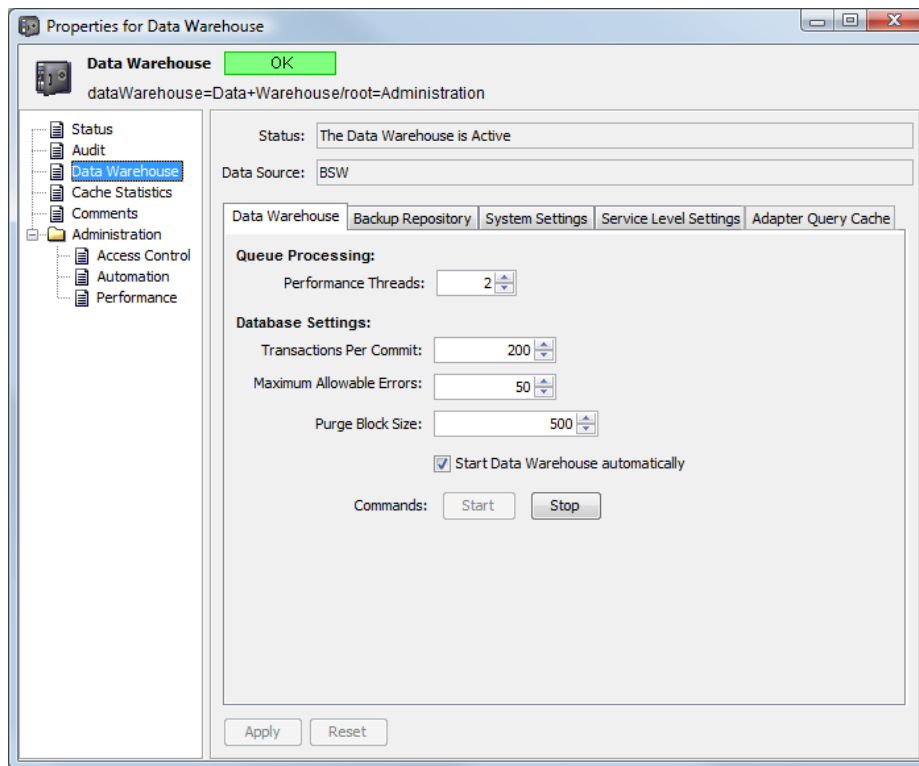 Properties for Data Warehouse
Data Warehouse OK
dataWarehouse=Data+Warehouse/root=Administration
Status
Audit
Data Warehouse
Cache Statistics
Comments
Administration
Access Control
Automation
Performance
Status: The Data Warehouse is Active
Data Source: BSW
Data Warehouse Backup Repository System Settings Service Level Settings Adapter Query Cache
Queue Processing:
Performance Threads: 2
Database Settings:
Transactions Per Commit: 200
Maximum Allowable Errors: 50
Purge Block Size: 500
Start Data Warehouse automatically
Commands: Start Stop
Apply Reset